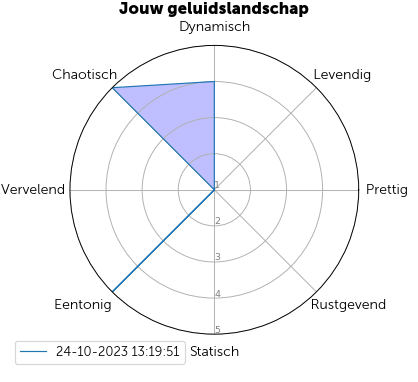 Jouw geluidslandschap
Dynamisch
Chaotisch
Levendig
Vervelend
1
Prettig
2
3
4
Eentonig
Rustgevend
5
24-10-2023 13:19:51
Statisch